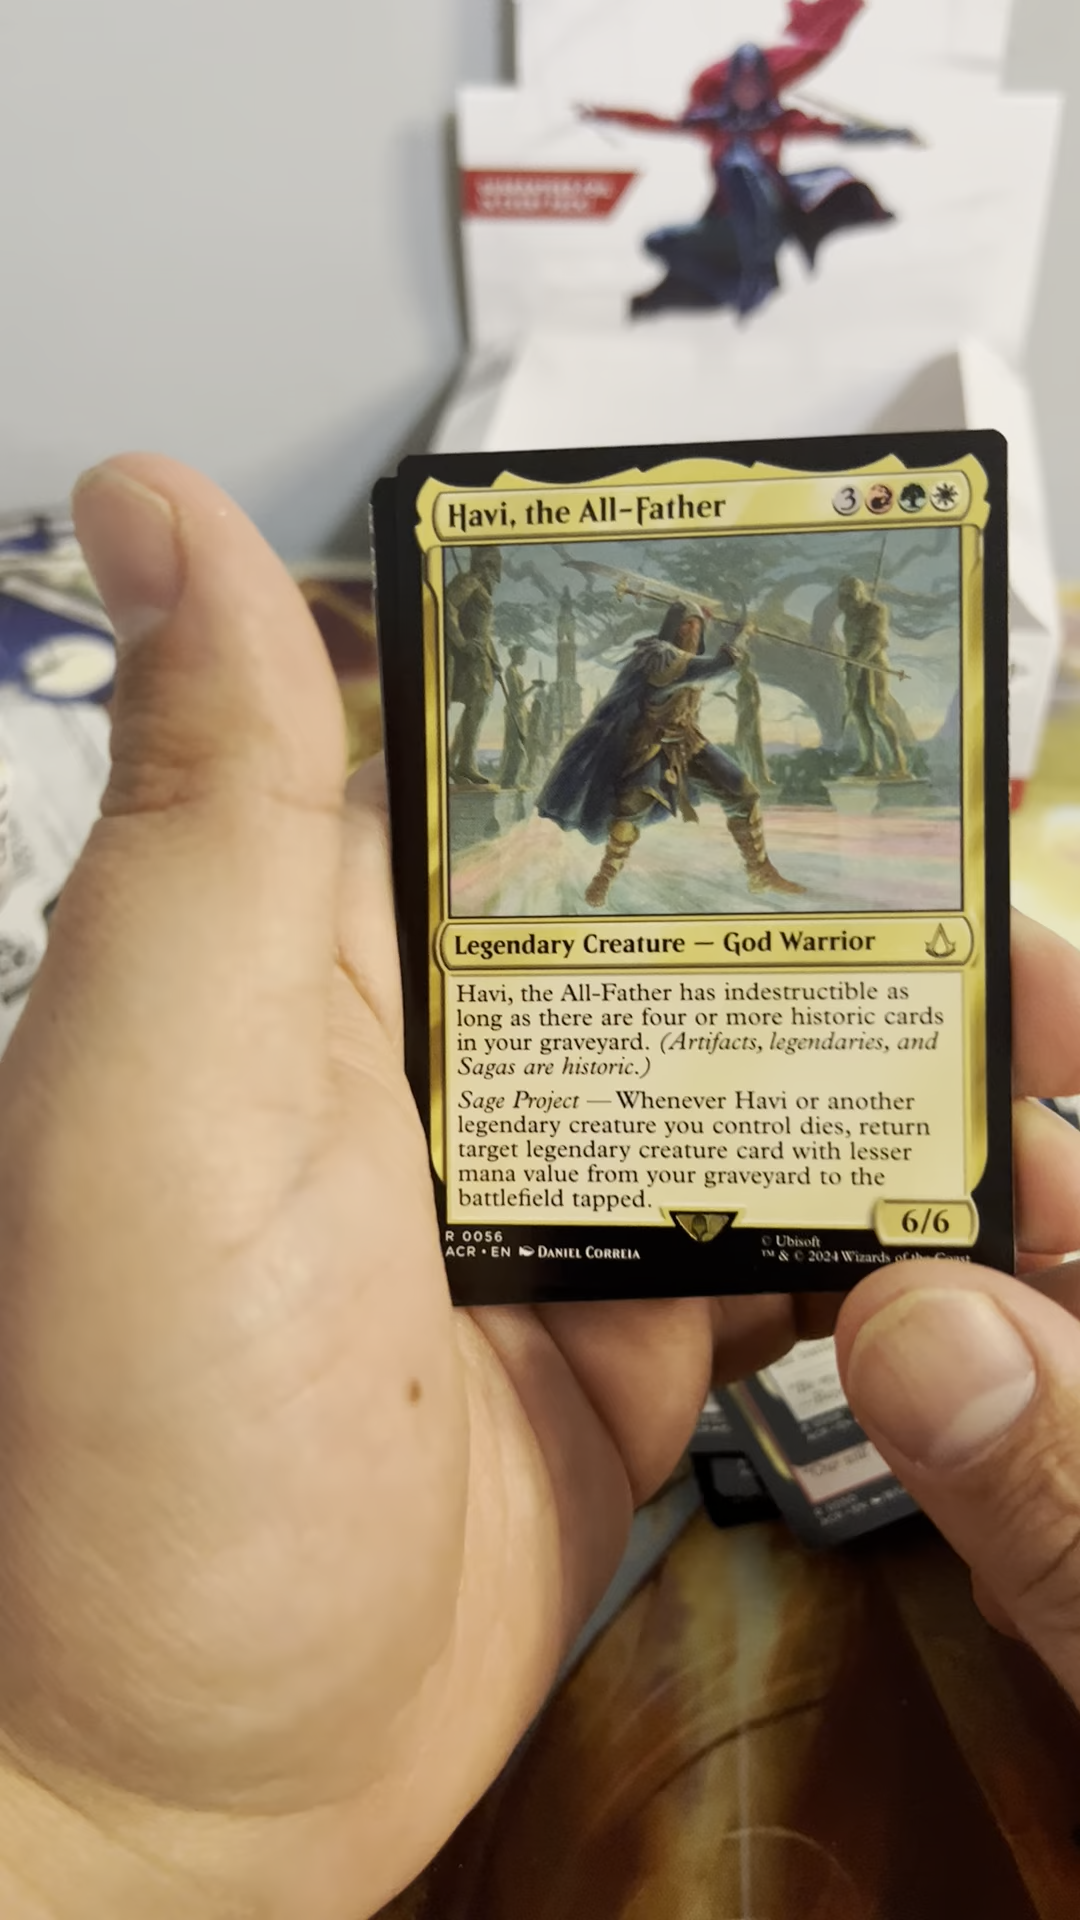 Havi, the All-Father
3
Legendary Creature — God Warrior
Havi, the All-Father has indestructible as
long as there are four or more historic cards
in your graveyard. (Artifacts, legendaries, and
Sagas are historic.)
Sage Project — Whenever Havi or another
legendary creature you control dies, return
target legendary creature card with lesser
mana value from your graveyard to the
battlefield tapped.
6/6
R 0056
ACR • EN DANIEL CORREIA
© Ubisoft
™ & © 2024 Wizards of the Coast